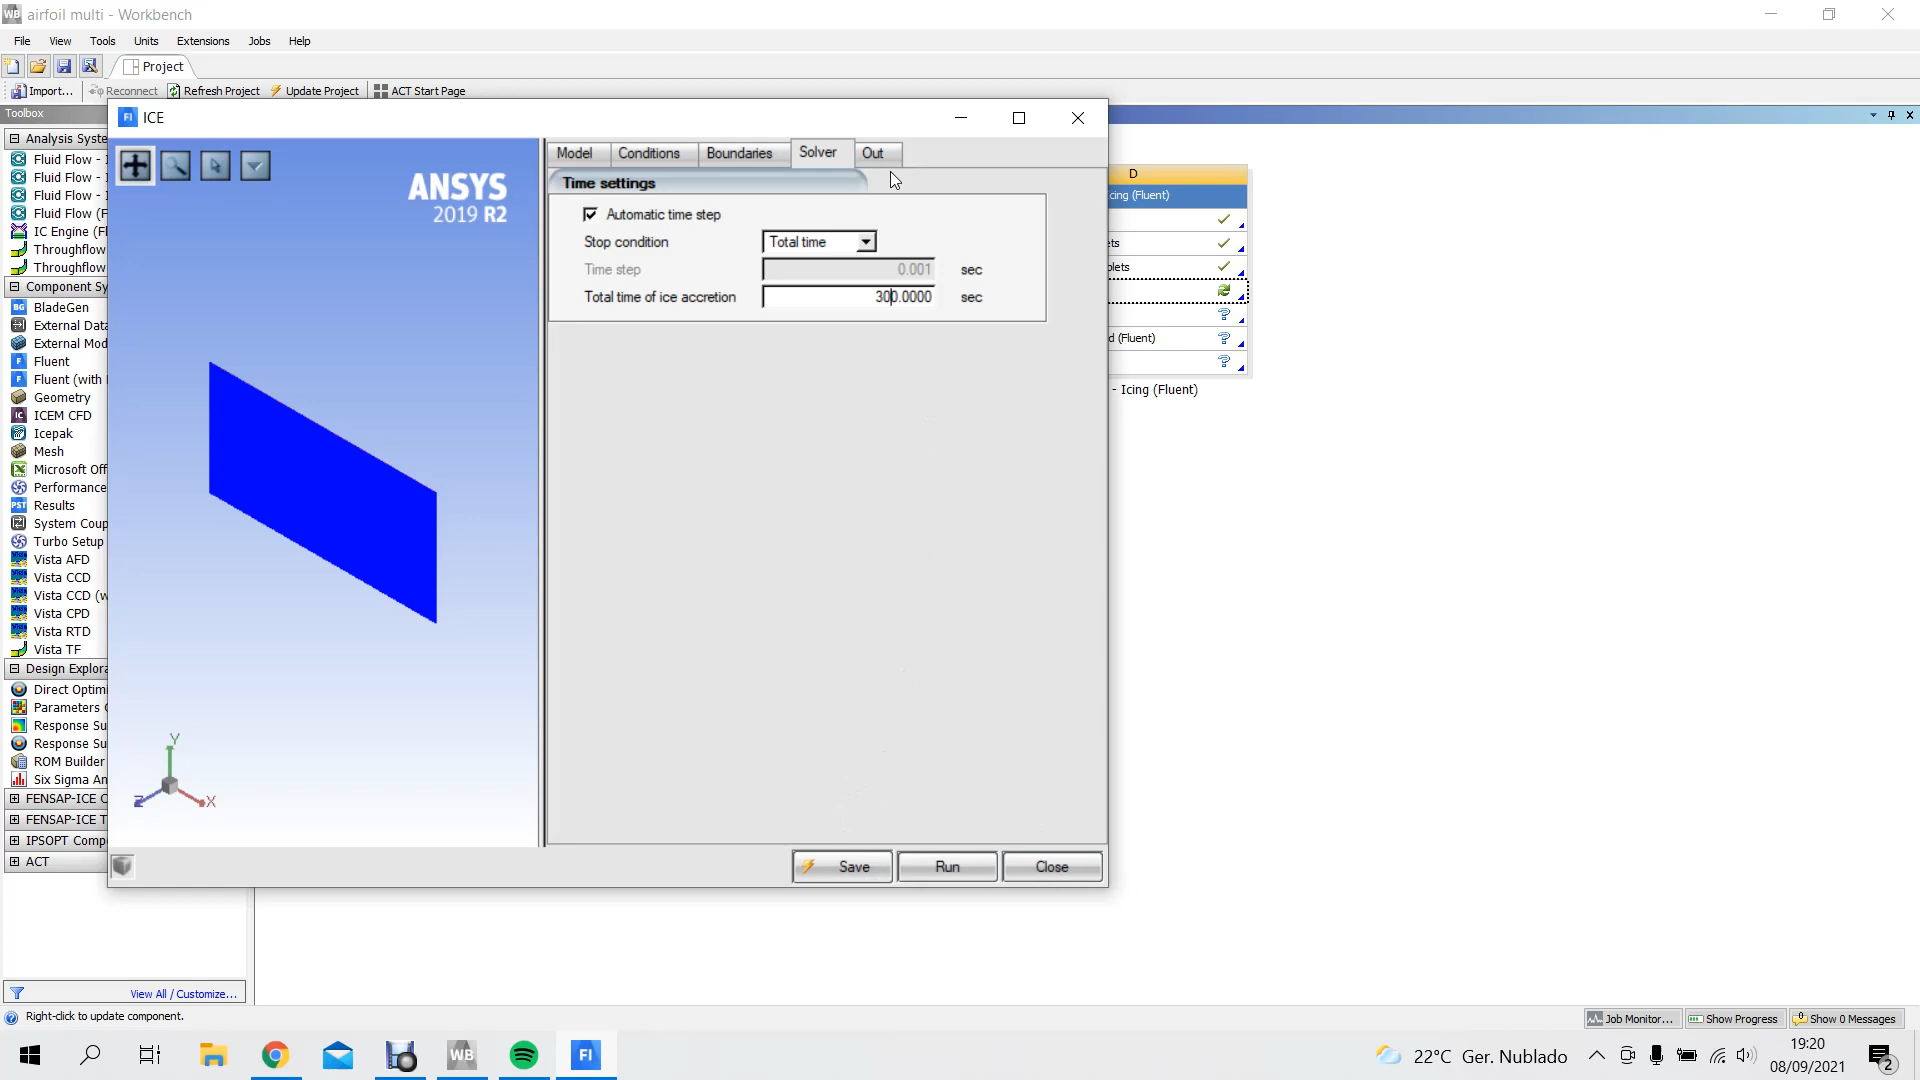 airfoil multi - Workbench
File View Tools Units Extensions Jobs Help
Project
Import... Reconnect Refresh Project Update Project ACT Start Page
Toolbox
Analysis Syste
Fluid Flow - I
Fluid Flow - I
Fluid Flow - I
Fluid Flow (F
IC Engine (Fl
Throughflow
Throughflow
Component Sy
BladeGen
External Data
External Mod
Fluent
Fluent (with
Geometry
ICEM CFD
Icepak
Mesh
Microsoft Off
Performance
Results
System Coup
Turbo Setup
Vista AFD
Vista CCD
Vista CCD (w
Vista CPD
Vista RTD
Vista TF
Design Explora
Direct Optimi
Parameters C
Response Su
Response Su
ROM Builder
Six Sigma An
FENSAP-ICE C
FENSAP-ICE T
IPSOPT Comp
ACT
View All / Customize...
ICE
ANSYS
2019 R2
Y
Z
X
Model Conditions Boundaries Solver Out
Time settings
Automatic time step
Stop condition Total time
Time step 0.001 sec
Total time of ice accretion 300.0000 sec
Save Run Close
D
cing (Fluent)
ets
plets
d (Fluent)
- Icing (Fluent)
Right-click to update component.
Job Monitor... Show Progress Show 0 Messages
WB FI 22°C Ger. Nublado 19:20
08/09/2021 2